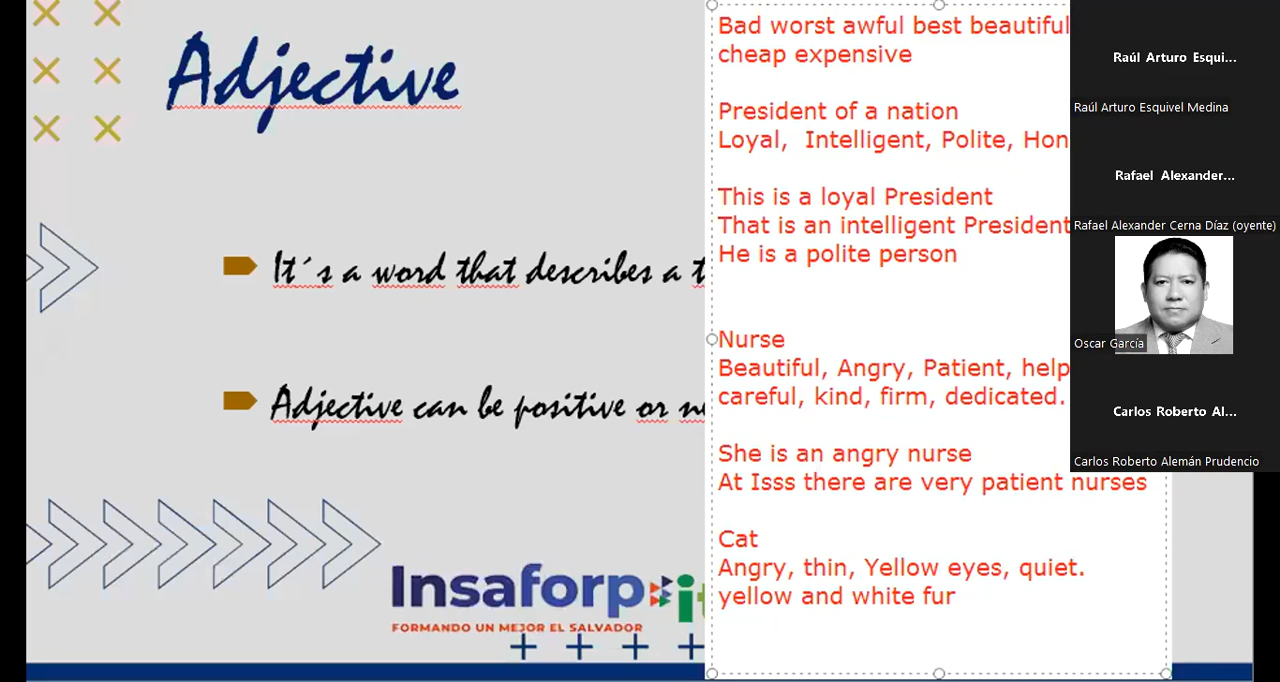 Adjective
It´s a word that describes a t
Adjective can be positive or ne
Insaforp
FORMANDO UN MEJOR EL SALVADOR
Bad worst awful best beautiful
cheap expensive
President of a nation
Loyal, Intelligent, Polite, Hon
This is a loyal President
That is an intelligent President
He is a polite person
Nurse
Beautiful, Angry, Patient, help
careful, kind, firm, dedicated.
She is an angry nurse
At Isss there are very patient nurses
Cat
Angry, thin, Yellow eyes, quiet.
yellow and white fur
Raúl Arturo Esqui...
Raúl Arturo Esquivel Medina
Rafael Alexander...
Rafael Alexander Cerna Díaz (oyente)
Oscar García
Carlos Roberto Al...
Carlos Roberto Alemán Prudencio